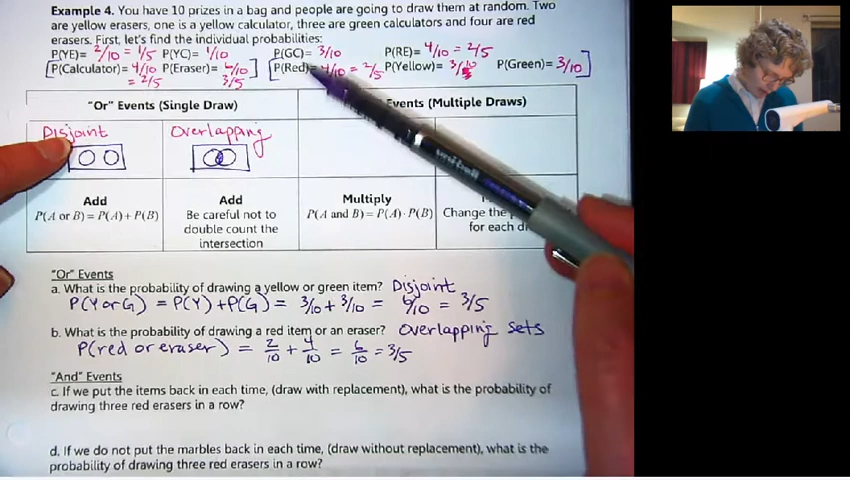 Example 4. You have 10 prizes in a bag and people are going to draw them at random. Two
are yellow erasers, one is a yellow calculator, three are green calculators and four are red
erasers. First, let's find the individual probabilities:
P(YE)= 2/10 = 1/5 P(YC)= 1/10 P(GC)= 3/10 P(RE)= 4/10 = 2/5
P(Calculator)= 4/10 = 2/5 P(Eraser)= 6/10 3/5 P(Red)= 4/10 = 2/5 P(Yellow)= 3/10 P(Green)= 3/10
"Or" Events (Single Draw) Events (Multiple Draws)
Disjoint Overlapping
Add Add Multiply
P(A or B) = P(A) + P(B) Be careful not to P(A and B) = P(A) · P(B) Change the
double count the for each
intersection
"Or" Events
a. What is the probability of drawing a yellow or green item? Disjoint
P(Y or G) = P(Y) + P(G) = 3/10 + 3/10 = 6/10 = 3/5
b. What is the probability of drawing a red item or an eraser? Overlapping sets
P(red or eraser) = 2/10 + 4/10 = 6/10 = 3/5
"And" Events
c. If we put the items back in each time, (draw with replacement), what is the probability of
drawing three red erasers in a row?
d. If we do not put the marbles back in each time, (draw without replacement), what is the
probability of drawing three red erasers in a row?